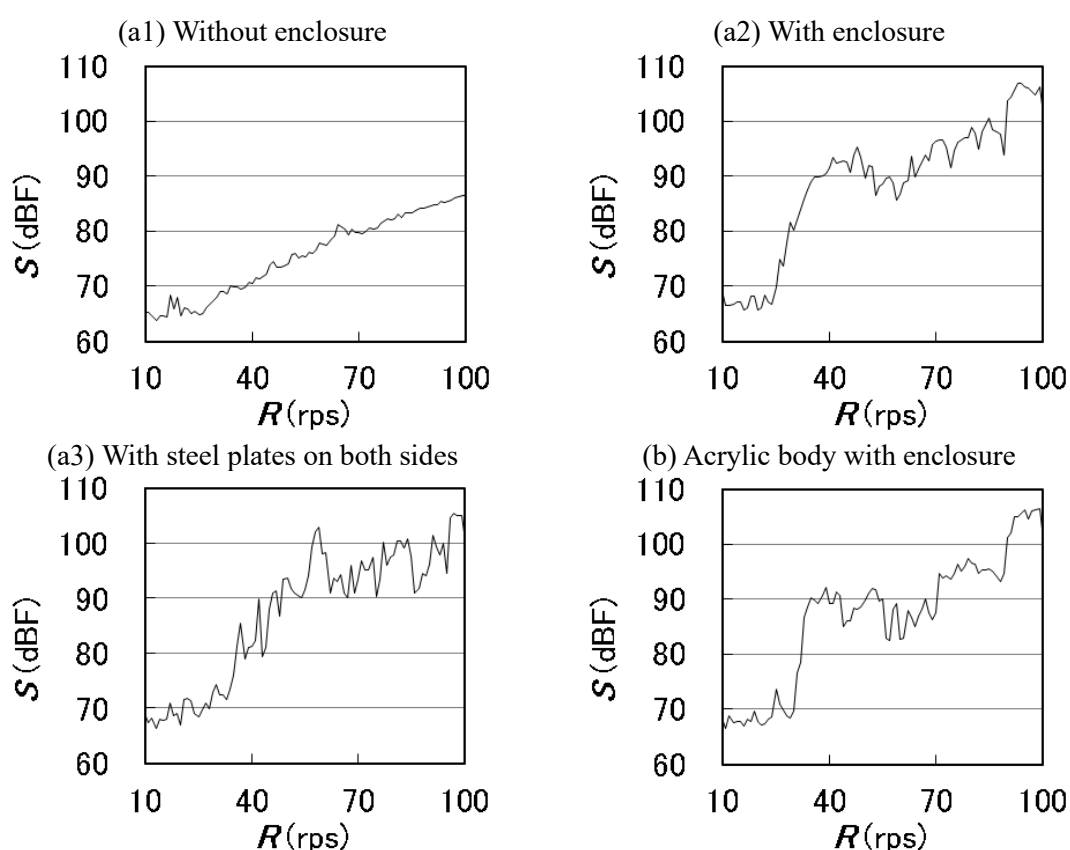 (a1) Without enclosure
110
100
90
80
70
60
S (dBF)
10 40 70 100
R (rps)
(a2) With enclosure
110
100
90
80
70
60
S (dBF)
10 40 70 100
R (rps)
(a3) With steel plates on both sides
110
100
90
80
70
60
S (dBF)
10 40 70 100
R (rps)
(b) Acrylic body with enclosure
110
100
90
80
70
60
S (dBF)
10 40 70 100
R (rps)